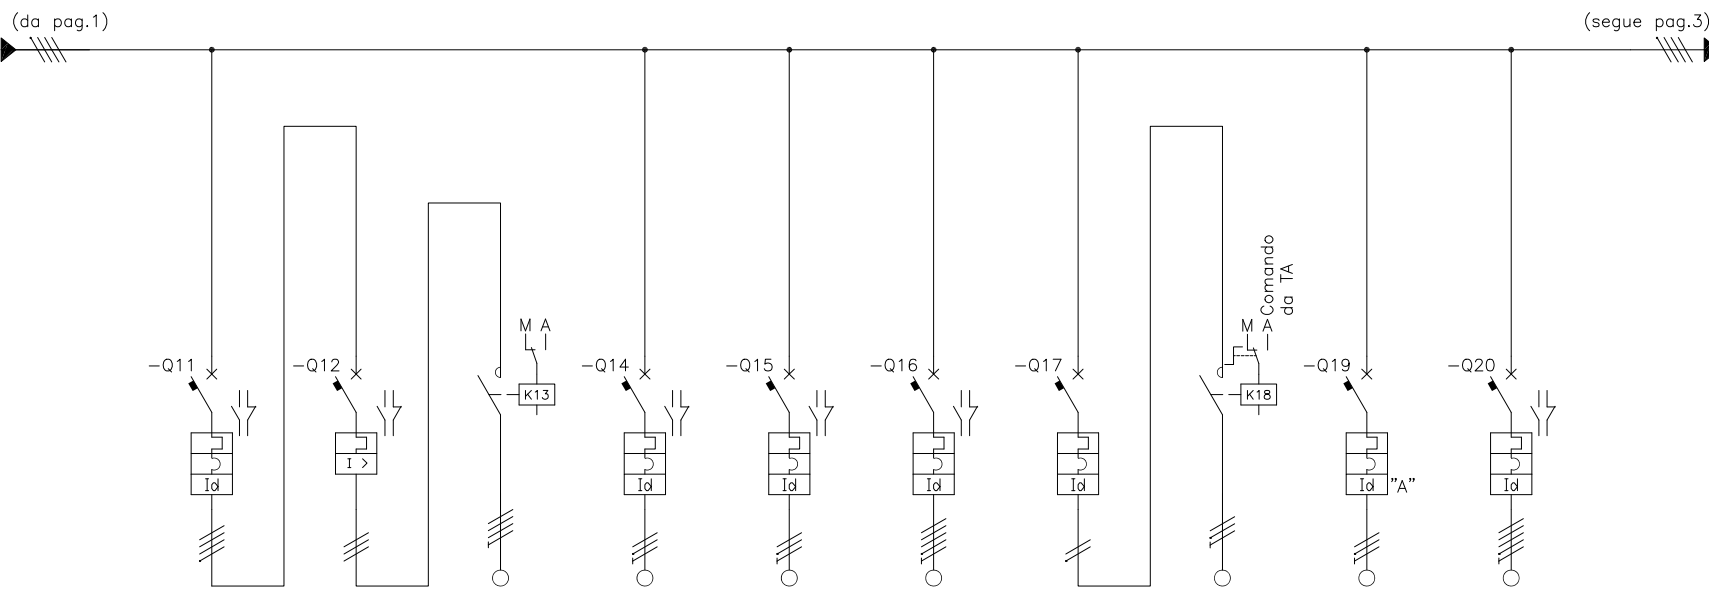 (da pag.1)
(segue pag.3)
Comando
da TA
M A
M A
-Q11
-Q12
K13
-Q14
-Q15
-Q16
-Q17
K18
-Q19
-Q20
I >
Id
Id
Id
Id
Id
Id "A"
Id